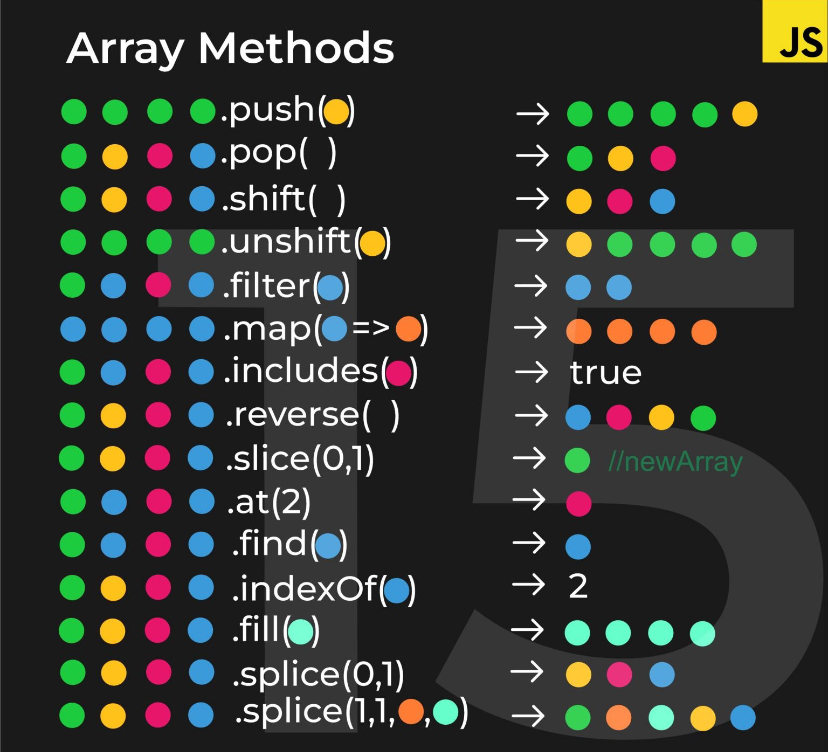 JS
Array Methods
.push( )
.pop( )
→
.shift( )
.unshift( )
.filter( )
.map( => )
.includes( ) → true
.reverse( )
.slice(0,1) → //newArray
.at(2)
.find( )
.indexOf( ) → 2
.fill( )
.splice(0,1)
.splice(1,1, , )
15